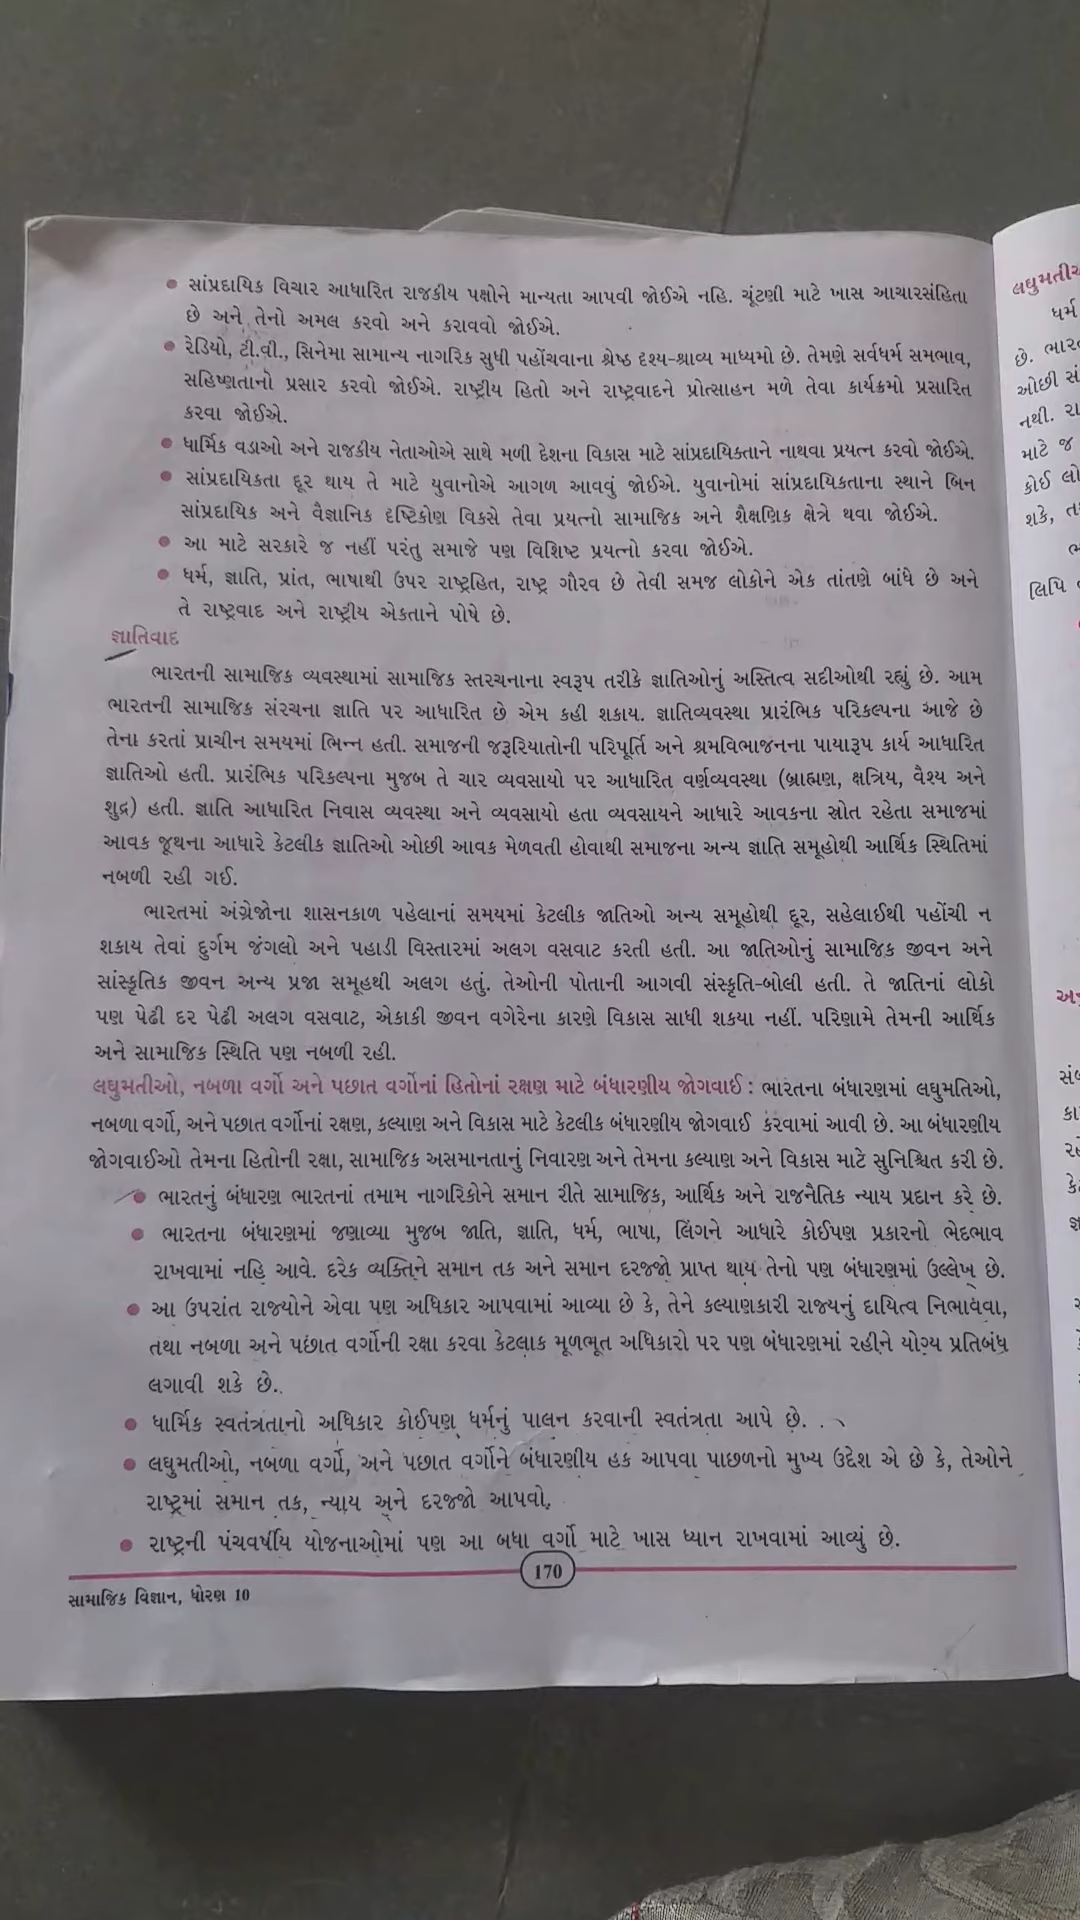 સાંપ્રદાયિક વિચાર આધારિત રાજકીય પક્ષોને માન્યતા આપવી જોઈએ નહિ. ચૂંટણી માટે ખાસ આચારસંહિતા
છે અને તેનો અમલ કરવો અને કરાવવો જોઈએ.
રેડિયો, ટી.વી., સિનેમા સામાન્ય નાગરિક સુધી પહોંચવાના શ્રેષ્ઠ દૃશ્ય-શ્રાવ્ય માધ્યમો છે. તેમણે સર્વધર્મ સમભાવ,
સહિષ્ણતાનો પ્રસાર કરવો જોઈએ. રાષ્ટ્રીય હિતો અને રાષ્ટ્રવાદને પ્રોત્સાહન મળે તેવા કાર્યક્રમો પ્રસારિત
કરવા જોઈએ.
ધાર્મિક વડાઓ અને રાજકીય નેતાઓએ સાથે મળી દેશના વિકાસ માટે સાંપ્રદાયિક્તાને નાથવા પ્રયત્ન કરવો જોઈએ.
સાંપ્રદાયિકતા દૂર થાય તે માટે યુવાનોએ આગળ આવવું જોઈએ. યુવાનોમાં સાંપ્રદાયિકતાના સ્થાને બિન
સાંપ્રદાયિક અને વૈજ્ઞાનિક દૃષ્ટિકોણ વિકસે તેવા પ્રયત્નો સામાજિક અને શૈક્ષણિક ક્ષેત્રે થવા જોઈએ.
આ માટે સરકારે જ નહીં પરંતુ સમાજે પણ વિશિષ્ટ પ્રયત્નો કરવા જોઈએ.
ધર્મ, જ્ઞાતિ, પ્રાંત, ભાષાથી ઉપર રાષ્ટ્રહિત, રાષ્ટ્ર ગૌરવ છે તેવી સમજ લોકોને એક તાંતણે બાંધે છે અને
તે રાષ્ટ્રવાદ અને રાષ્ટ્રીય એકતાને પોષે છે.
જ્ઞાતિવાદ
ભારતની સામાજિક વ્યવસ્થામાં સામાજિક સ્તરચનાના સ્વરૂપ તરીકે જ્ઞાતિઓનું અસ્તિત્વ સદીઓથી રહ્યું છે. આમ
ભારતની સામાજિક સંરચના જ્ઞાતિ પર આધારિત છે એમ કહી શકાય. જ્ઞાતિવ્યવસ્થા પ્રારંભિક પરિકલ્પના આજે છે
તેના કરતાં પ્રાચીન સમયમાં ભિન્ન હતી. સમાજની જરૂરિયાતોની પરિપૂર્તિ અને શ્રમવિભાજનના પાયારૂપ કાર્ય આધારિત
જ્ઞાતિઓ હતી. પ્રારંભિક પરિકલ્પના મુજબ તે ચાર વ્યવસાયો પર આધારિત વર્ણવ્યવસ્થા (બ્રાહ્મણ, ક્ષત્રિય, વૈશ્ય અને
શુદ્ર) હતી. જ્ઞાતિ આધારિત નિવાસ વ્યવસ્થા અને વ્યવસાયો હતા વ્યવસાયને આધારે આવકના સ્રોત રહેતા સમાજમાં
આવક જૂથના આધારે કેટલીક જ્ઞાતિઓ ઓછી આવક મેળવતી હોવાથી સમાજના અન્ય જ્ઞાતિ સમૂહોથી આર્થિક સ્થિતિમાં
નબળી રહી ગઈ.
ભારતમાં અંગ્રેજોના શાસનકાળ પહેલાનાં સમયમાં કેટલીક જાતિઓ અન્ય સમૂહોથી દૂર, સહેલાઈથી પહોંચી ન
શકાય તેવાં દુર્ગમ જંગલો અને પહાડી વિસ્તારમાં અલગ વસવાટ કરતી હતી. આ જાતિઓનું સામાજિક જીવન અને
સાંસ્કૃતિક જીવન અન્ય પ્રજા સમૂહથી અલગ હતું. તેઓની પોતાની આગવી સંસ્કૃતિ-બોલી હતી. તે જાતિનાં લોકો
પણ પેઢી દર પેઢી અલગ વસવાટ, એકાકી જીવન વગેરેના કારણે વિકાસ સાધી શકયા નહીં. પરિણામે તેમની આર્થિક
અને સામાજિક સ્થિતિ પણ નબળી રહી.
લઘુમતીઓ, નબળા વર્ગો અને પછાત વર્ગોનાં હિતોનાં રક્ષણ માટે બંધારણીય જોગવાઈ : ભારતના બંધારણમાં લઘુમતિઓ,
નબળા વર્ગો, અને પછાત વર્ગોનાં રક્ષણ, કલ્યાણ અને વિકાસ માટે કેટલીક બંધારણીય જોગવાઈ કરવામાં આવી છે. આ બંધારણીય
જોગવાઈઓ તેમના હિતોની રક્ષા, સામાજિક અસમાનતાનું નિવારણ અને તેમના કલ્યાણ અને વિકાસ માટે સુનિશ્ચિત કરી છે.
ભારતનું બંધારણ ભારતનાં તમામ નાગરિકોને સમાન રીતે સામાજિક, આર્થિક અને રાજનૈતિક ન્યાય પ્રદાન કરે છે.
ભારતના બંધારણમાં જણાવ્યા મુજબ જાતિ, જ્ઞાતિ, ધર્મ, ભાષા, લિંગને આધારે કોઈપણ પ્રકારનો ભેદભાવ
રાખવામાં નહિ આવે. દરેક વ્યક્તિને સમાન તક અને સમાન દરજ્જો પ્રાપ્ત થાય તેનો પણ બંધારણમાં ઉલ્લેખ છે.
આ ઉપરાંત રાજ્યોને એવા પણ અધિકાર આપવામાં આવ્યા છે કે, તેને કલ્યાણકારી રાજ્યનું દાયિત્વ નિભાવવા,
તથા નબળા અને પછાત વર્ગોની રક્ષા કરવા કેટલાક મૂળભૂત અધિકારો પર પણ બંધારણમાં રહીને યોગ્ય પ્રતિબંધ
લગાવી શકે છે.
ધાર્મિક સ્વતંત્રતાનો અધિકાર કોઈપણ ધર્મનું પાલન કરવાની સ્વતંત્રતા આપે છે.
લઘુમતીઓ, નબળા વર્ગો, અને પછાત વર્ગોને બંધારણીય હક આપવા પાછળનો મુખ્ય ઉદેશ એ છે કે, તેઓને
રાષ્ટ્રમાં સમાન તક, ન્યાય અને દરજ્જો આપવો.
રાષ્ટ્રની પંચવર્ષીય યોજનાઓમાં પણ આ બધા વર્ગો માટે ખાસ ધ્યાન રાખવામાં આવ્યું છે.
170
સામાજિક વિજ્ઞાન, ધોરણ 10
ધર્મ
છે.
નથી.
માટે જ
શકે,
લિપિ